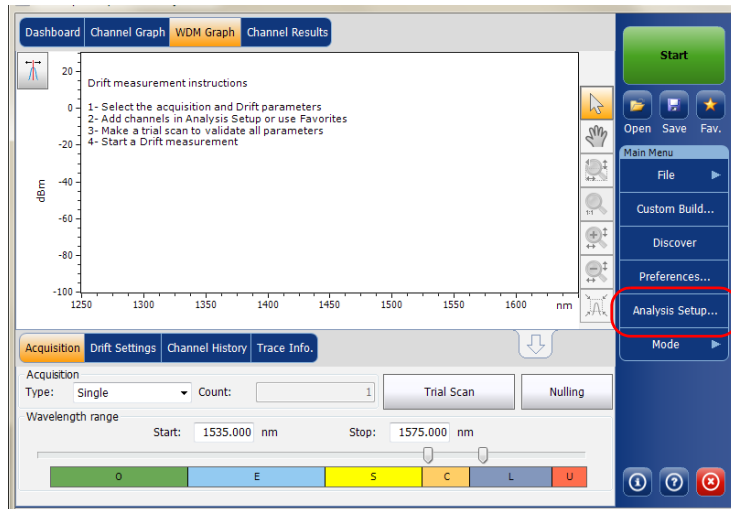 Dashboard Channel Graph WDM Graph Channel Results
Start
Open Save Fav.
Main Menu
File
Custom Build...
Discover
Preferences...
Analysis Setup...
Mode
Drift measurement instructions
1- Select the acquisition and Drift parameters
2- Add channels in Analysis Setup or use Favorites
3- Make a trial scan to validate all parameters
4- Start a Drift measurement
dBm
20
0
-20
-40
-60
-80
-100
1250 1300 1350 1400 1450 1500 1550 1600 nm
1:1
Acquisition Drift Settings Channel History Trace Info.
Acquisition
Type: Single Count: 1 Trial Scan Nulling
Wavelength range
Start: 1535.000 nm Stop: 1575.000 nm
O E S C L U